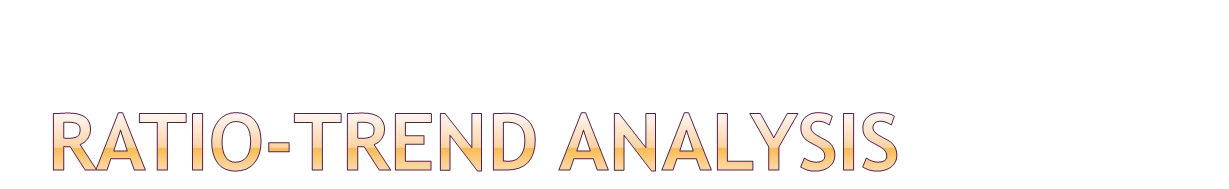 RATIO-TREND ANALYSIS